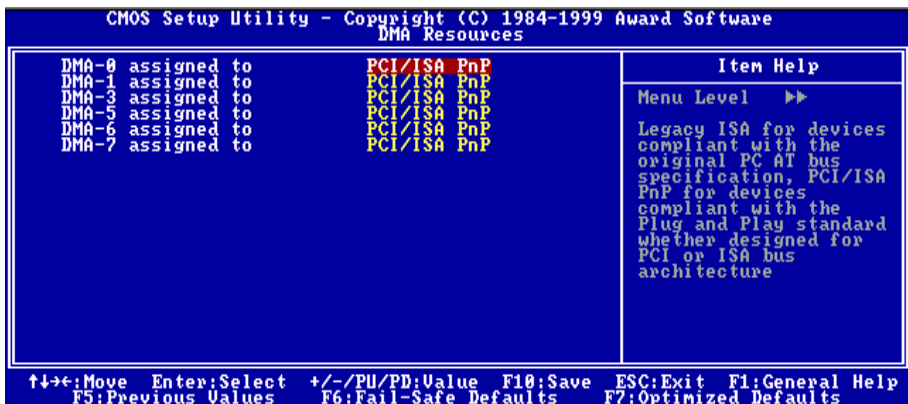 CMOS Setup Utility - Copyright (C) 1984-1999 Award Software
DMA Resources
DMA-0 assigned to PCI/ISA PnP
DMA-1 assigned to PCI/ISA PnP
DMA-3 assigned to PCI/ISA PnP
DMA-5 assigned to PCI/ISA PnP
DMA-6 assigned to PCI/ISA PnP
DMA-7 assigned to PCI/ISA PnP
Item Help
Menu Level ►►
Legacy ISA for devices
compliant with the
original PC AT bus
specification, PCI/ISA
PnP for devices
compliant with the
Plug and Play standard
whether designed for
PCI or ISA bus
architecture
↑↓→←:Move Enter:Select +/-/PU/PD:Value F10:Save ESC:Exit F1:General Help
F5:Previous Values F6:Fail-Safe Defaults F7:Optimized Defaults